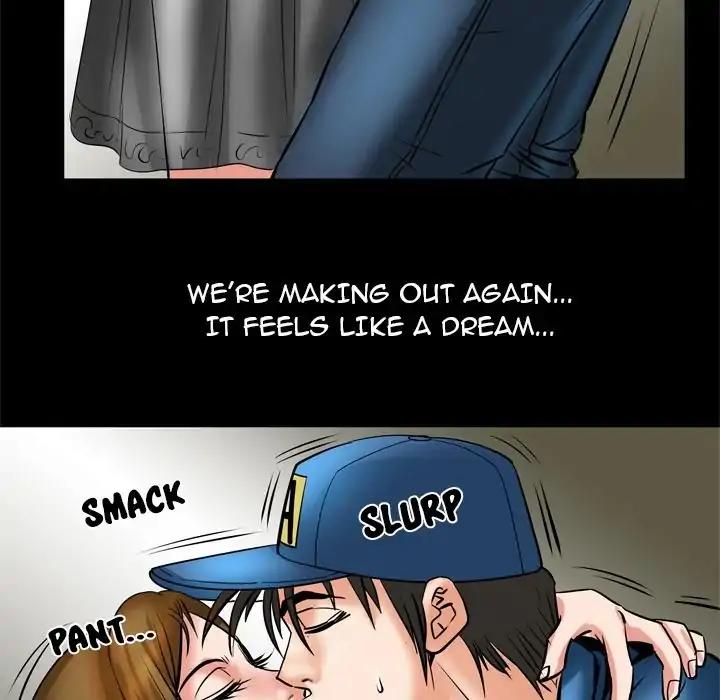 WE'RE MAKING OUT AGAIN...
IT FEELS LIKE A DREAM...
SMACK
SLURP
A
PANT...